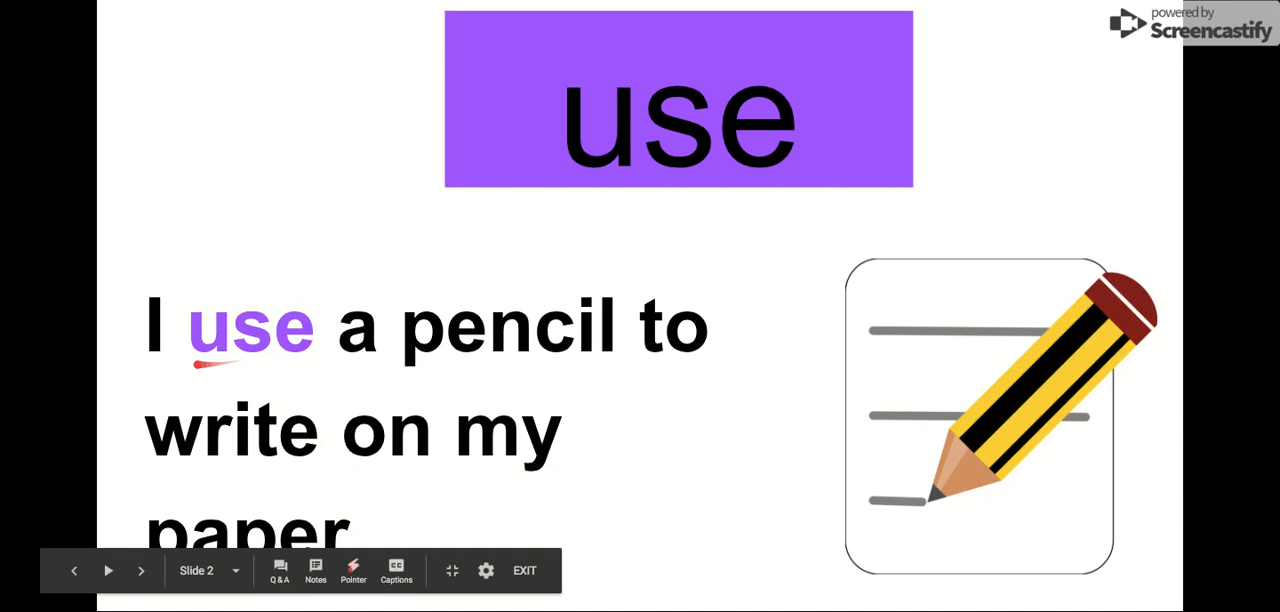 powered by
Screencastify
use
I use a pencil to
write on my
paper
Slide 2
Q&A
Notes
Pointer
Captions
EXIT